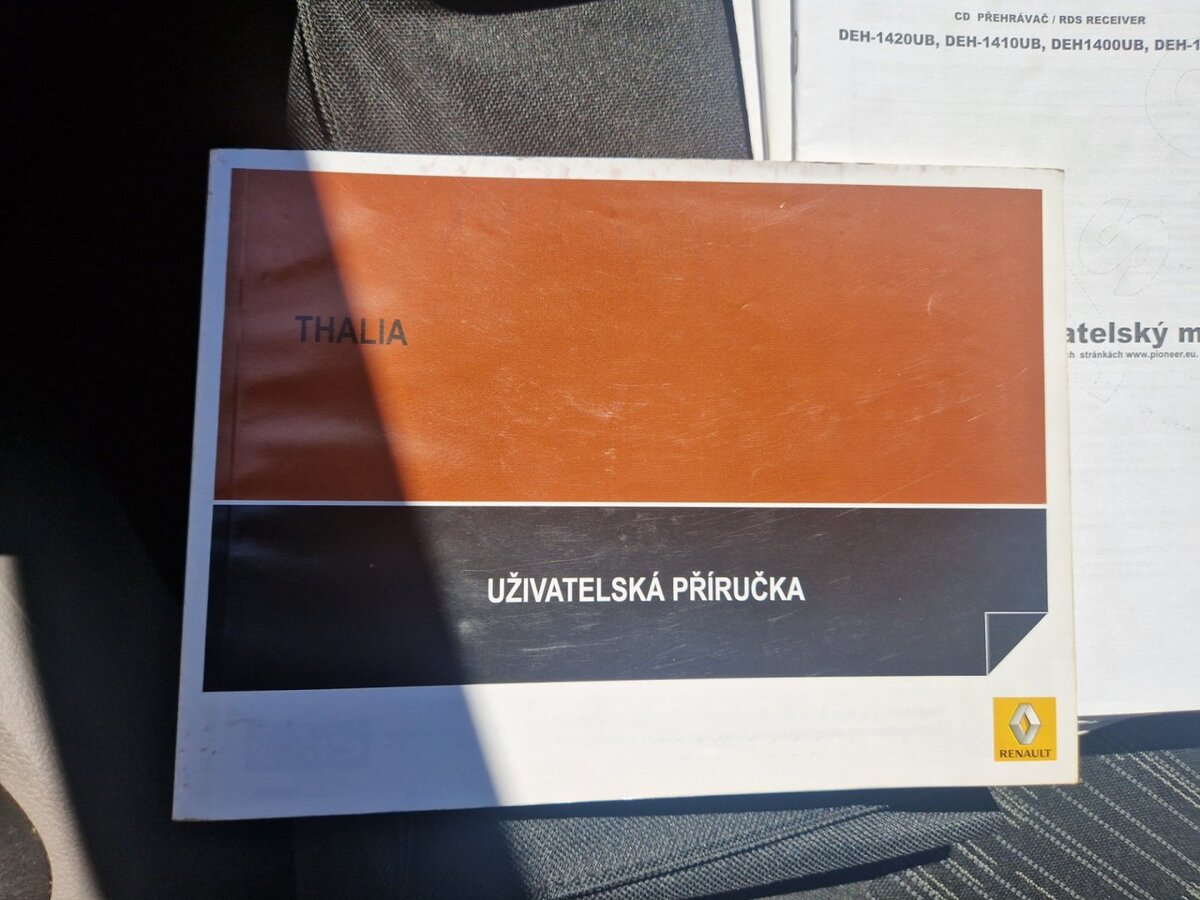 CD PŘEHRÁVAČ / RDS RECEIVER
DEH-1420UB, DEH-1410UB, DEH1400UB, DEH-1
THALIA
atelský m
stránkách www.pioneer.eu.
UŽIVATELSKÁ PŘÍRUČKA
RENAULT